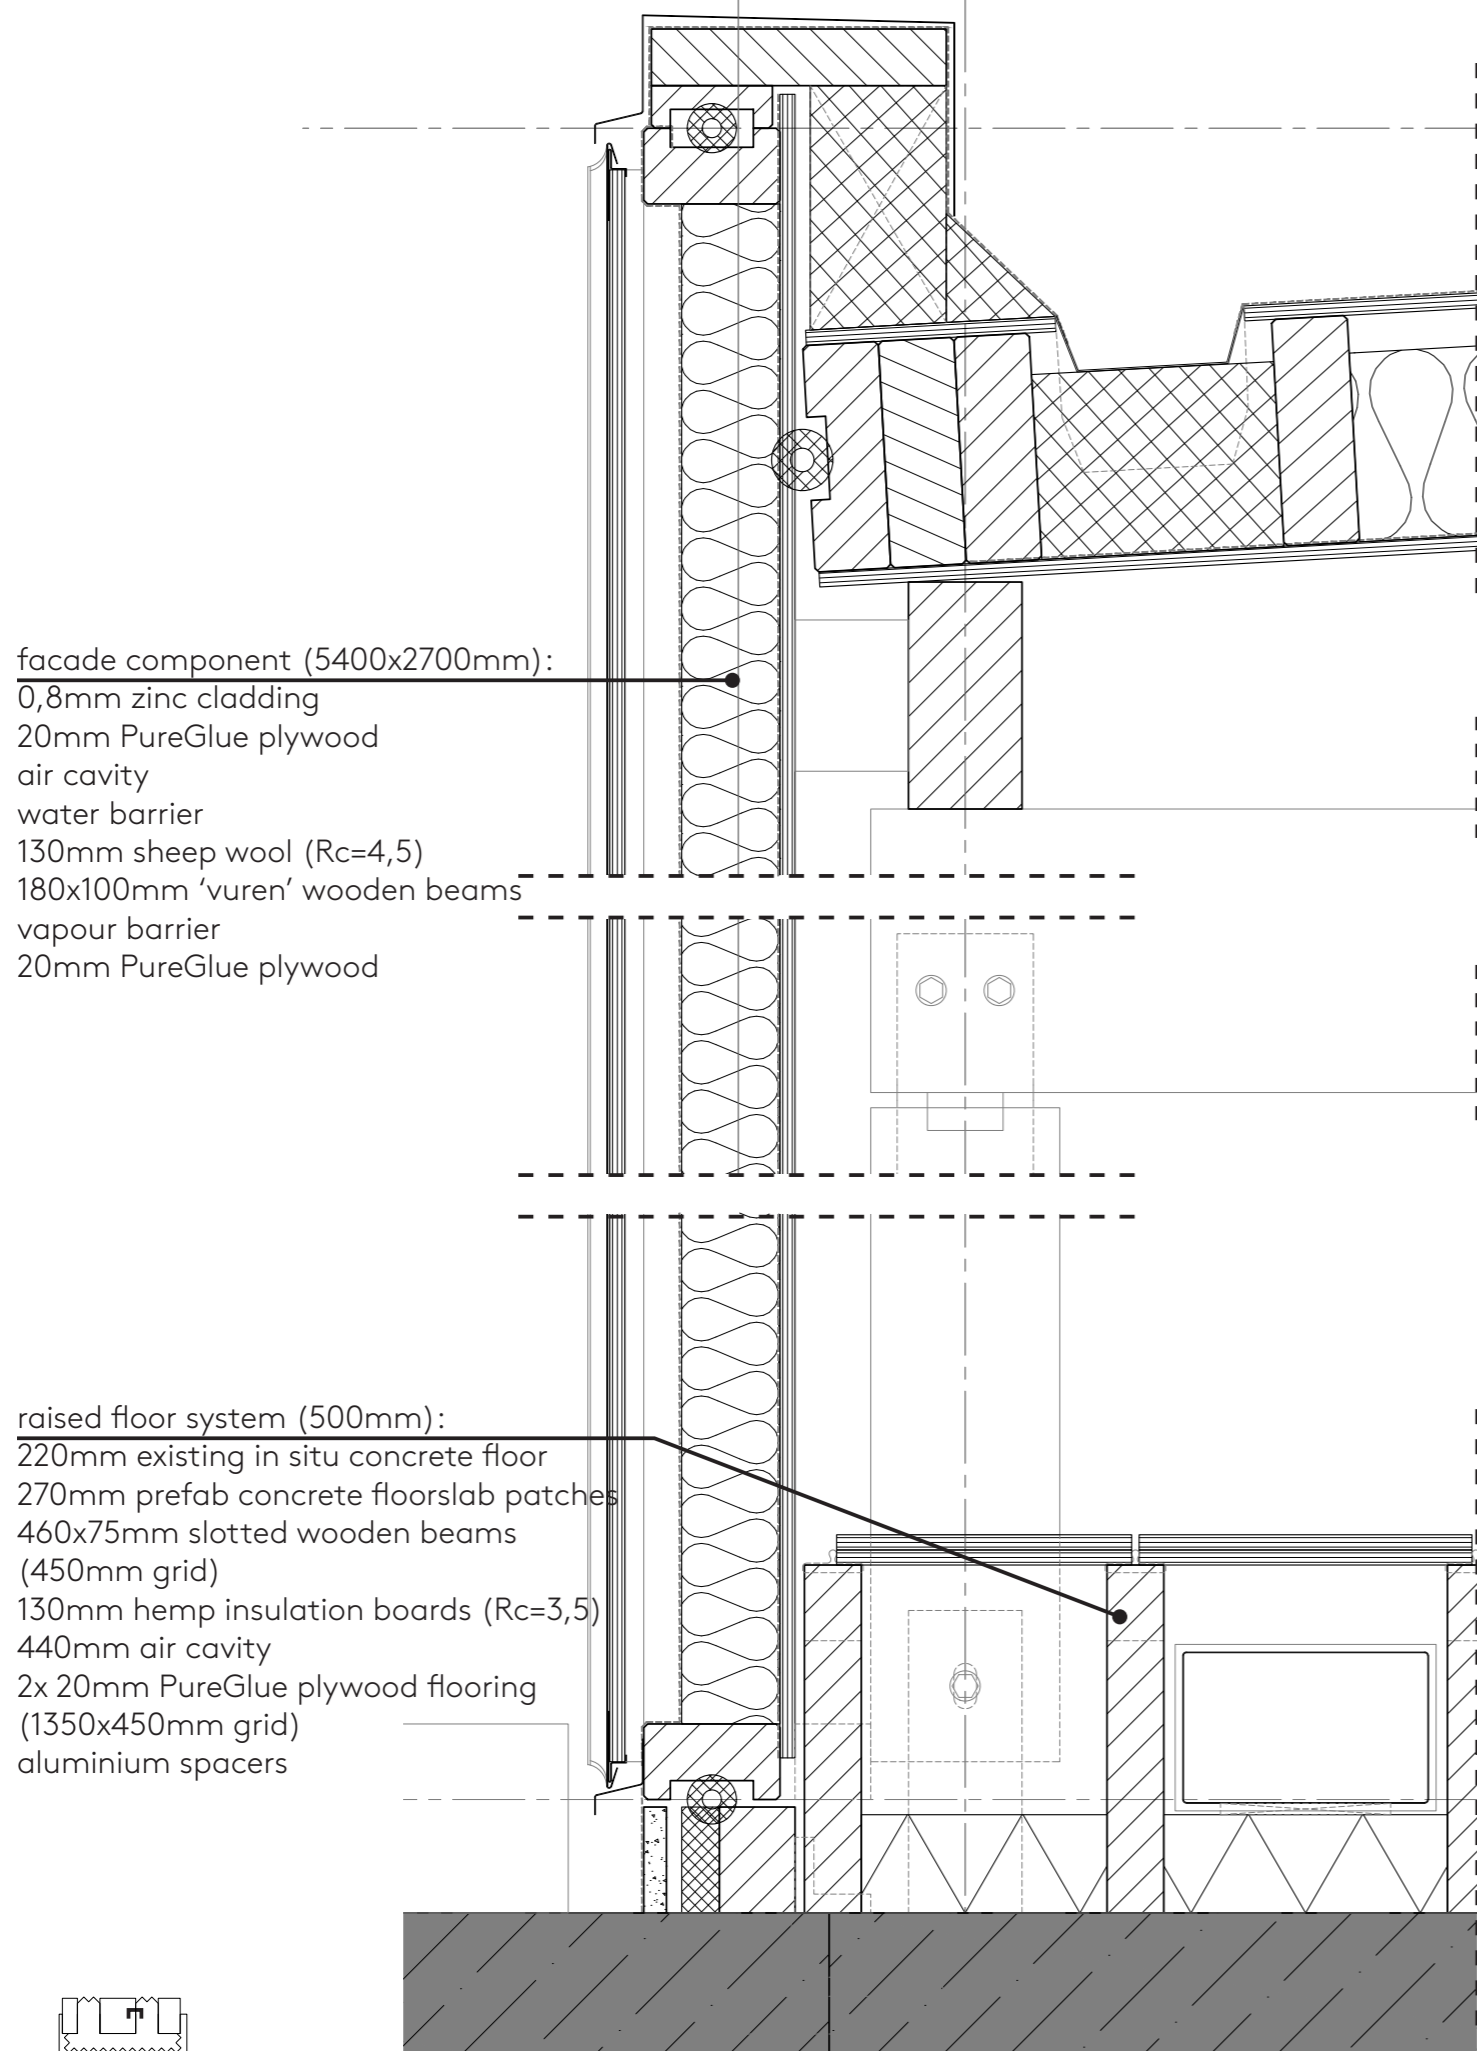 facade component (5400x2700mm):
0,8mm zinc cladding
20mm PureGlue plywood
air cavity
water barrier
130mm sheep wool (Rc=4,5)
180x100mm ‘vuren’ wooden beams
vapour barrier
20mm PureGlue plywood
raised floor system (500mm):
220mm existing in situ concrete floor
270mm prefab concrete floorslab patches
460x75mm slotted wooden beams
(450mm grid)
130mm hemp insulation boards (Rc=3,5)
440mm air cavity
2x 20mm PureGlue plywood flooring
(1350x450mm grid)
aluminium spacers